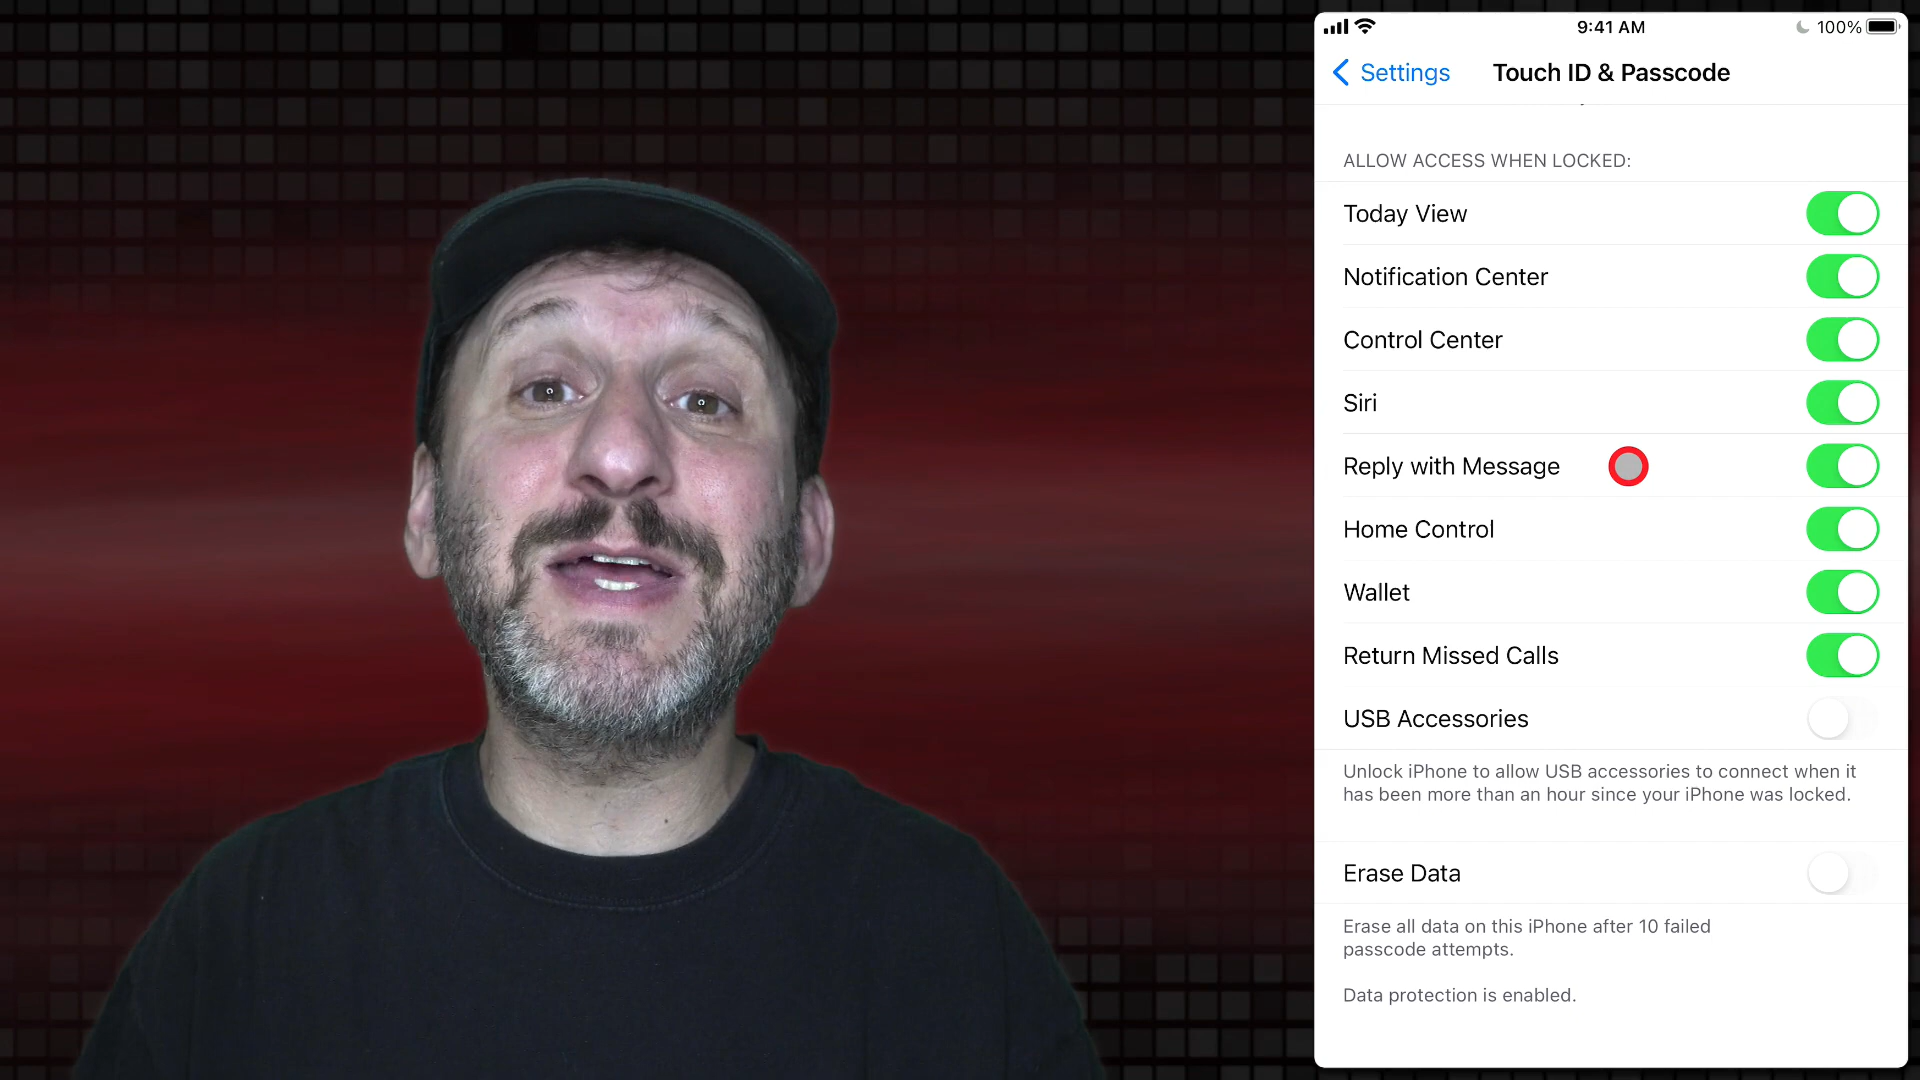 9:41 AM
100%
Settings
Touch ID & Passcode
ALLOW ACCESS WHEN LOCKED:
Today View
Notification Center
Control Center
Siri
Reply with Message
Home Control
Wallet
Return Missed Calls
USB Accessories
Unlock iPhone to allow USB accessories to connect when it
has been more than an hour since your iPhone was locked.
Erase Data
Erase all data on this iPhone after 10 failed
passcode attempts.
Data protection is enabled.